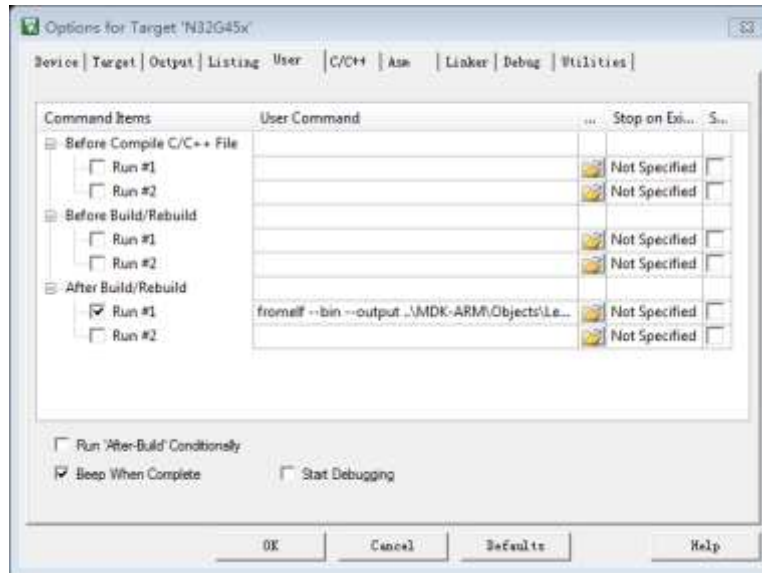 Options for Target 'N32G45x'
Device Target Output Listing User C/C++ Asm Linker Debug Utilities
Command Items User Command ... Stop on Exi... S...
Before Compile C/C++ File
Run #1 Not Specified
Run #2 Not Specified
Before Build/Rebuild
Run #1 Not Specified
Run #2 Not Specified
After Build/Rebuild
Run #1 fromelf --bin --output ..\MDK-ARM\Objects\Le... Not Specified
Run #2 Not Specified
Run 'After-Build' Conditionally
Beep When Complete Start Debugging
OK Cancel Defaults Help